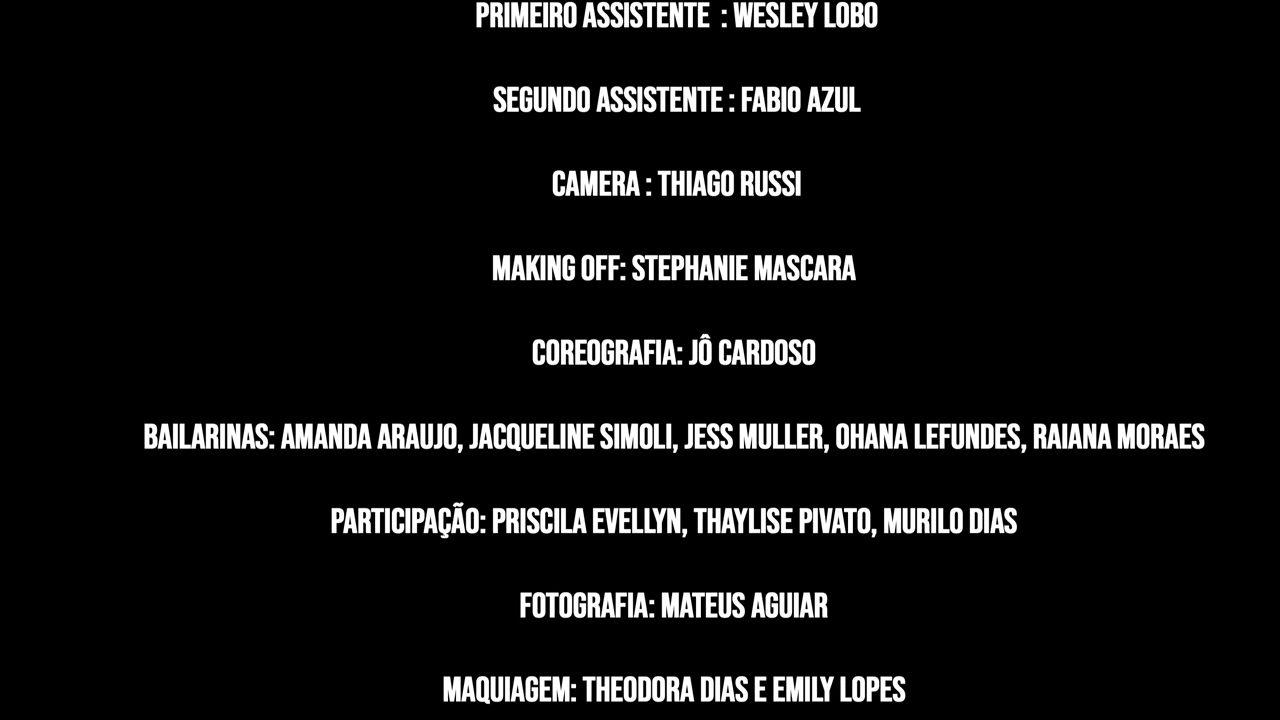 PRIMEIRO ASSISTENTE : WESLEY LOBO
SEGUNDO ASSISTENTE : FABIO AZUL
CAMERA : THIAGO RUSSI
MAKING OFF: STEPHANIE MASCARA
COREOGRAFIA: JÔ CARDOSO
BAILARINAS: AMANDA ARAUJO, JACQUELINE SIMOLI, JESS MULLER, OHANA LEFUNDES, RAIANA MORAES
PARTICIPAÇÃO: PRISCILA EVELLYN, THAYLISE PIVATO, MURILO DIAS
FOTOGRAFIA: MATEUS AGUIAR
MAQUIAGEM: THEODORA DIAS E EMILY LOPES